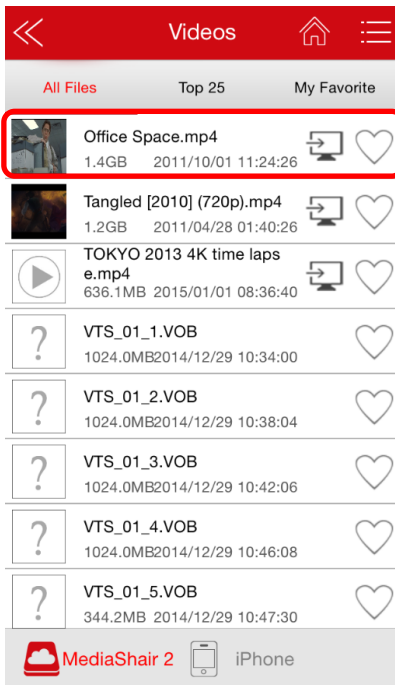 Videos
All Files Top 25 My Favorite
Office Space.mp4
1.4GB 2011/10/01 11:24:26
Tangled [2010] (720p).mp4
1.2GB 2011/04/28 01:40:26
TOKYO 2013 4K time laps
e.mp4
636.1MB 2015/01/01 08:36:40
VTS_01_1.VOB
1024.0MB2014/12/29 10:34:00
VTS_01_2.VOB
1024.0MB2014/12/29 10:38:04
VTS_01_3.VOB
1024.0MB2014/12/29 10:42:06
VTS_01_4.VOB
1024.0MB2014/12/29 10:46:08
VTS_01_5.VOB
344.2MB 2014/12/29 10:47:30
MediaShair 2 iPhone